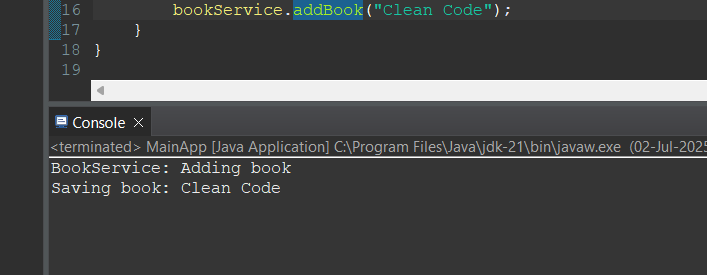 16 bookService.addBook("Clean Code");
17 }
18 }
19
Console
<terminated> MainApp [Java Application] C:\Program Files\Java\jdk-21\bin\javaw.exe (02-Jul-2025
BookService: Adding book
Saving book: Clean Code